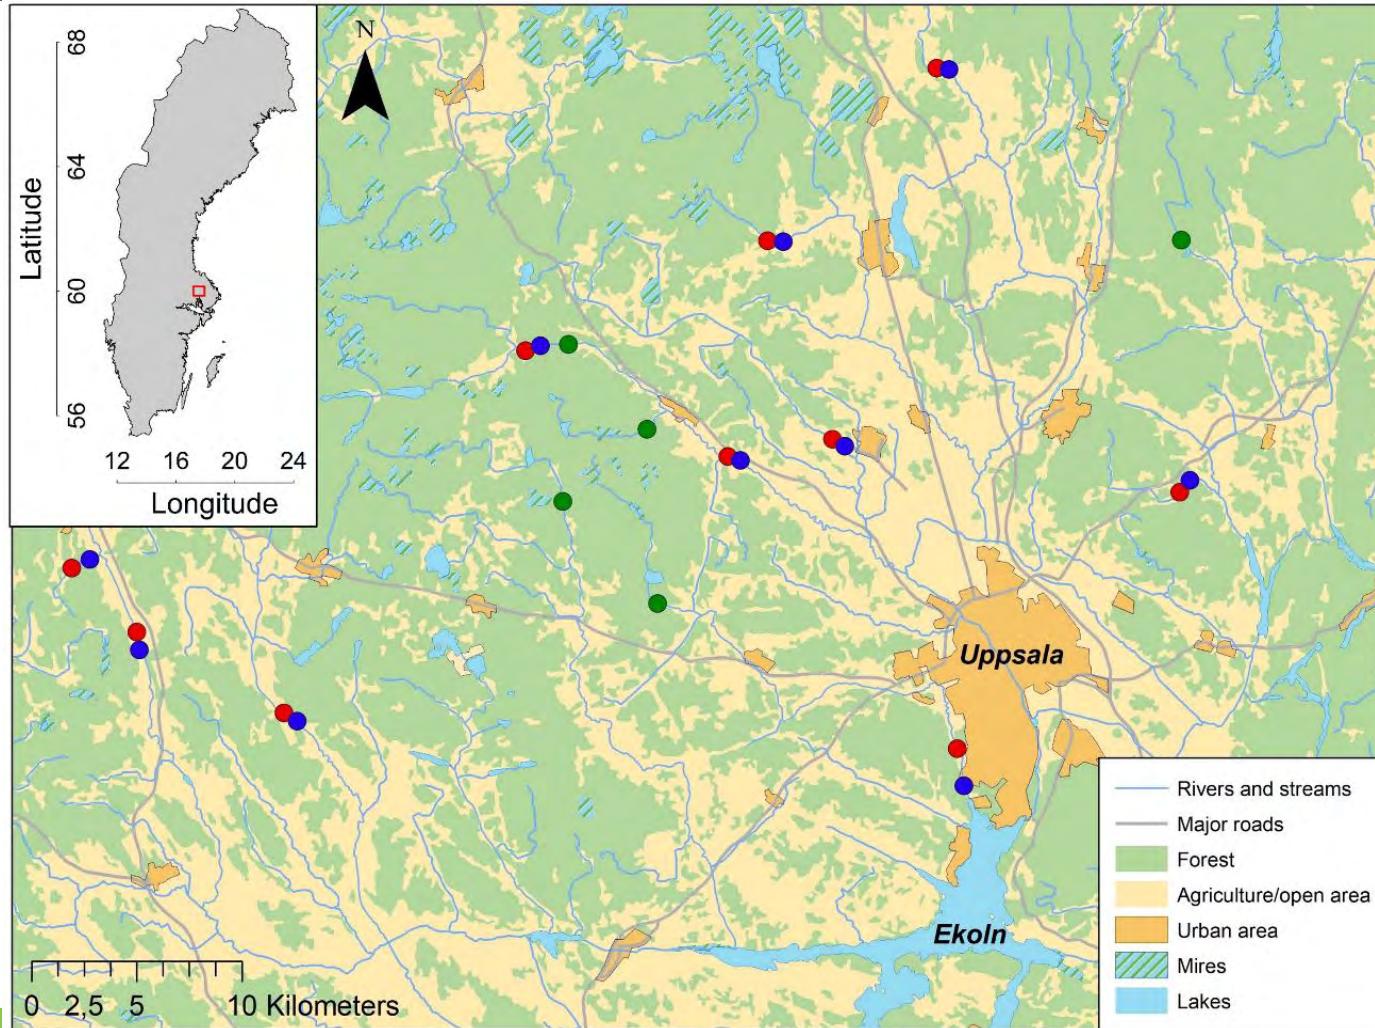 N
68
64
60
56
Latitude
12 16 20 24
Longitude
Uppsala
Ekoln
Rivers and streams
Major roads
Forest
Agriculture/open area
Urban area
Mires
Lakes
0 2,5 5 10 Kilometers